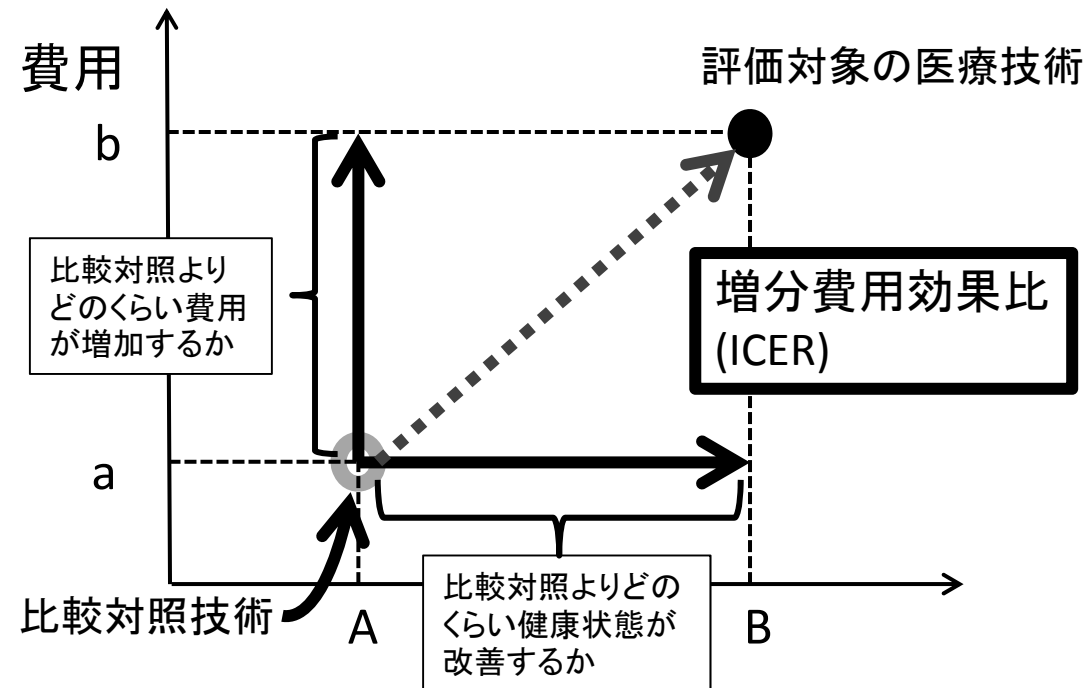 費用
評価対象の医療技術
b
比較対照より
どのくらい費用
が増加するか
増分費用効果比
(ICER)
a
比較対照技術
A
比較対照よりどの
くらい健康状態が
改善するか
B